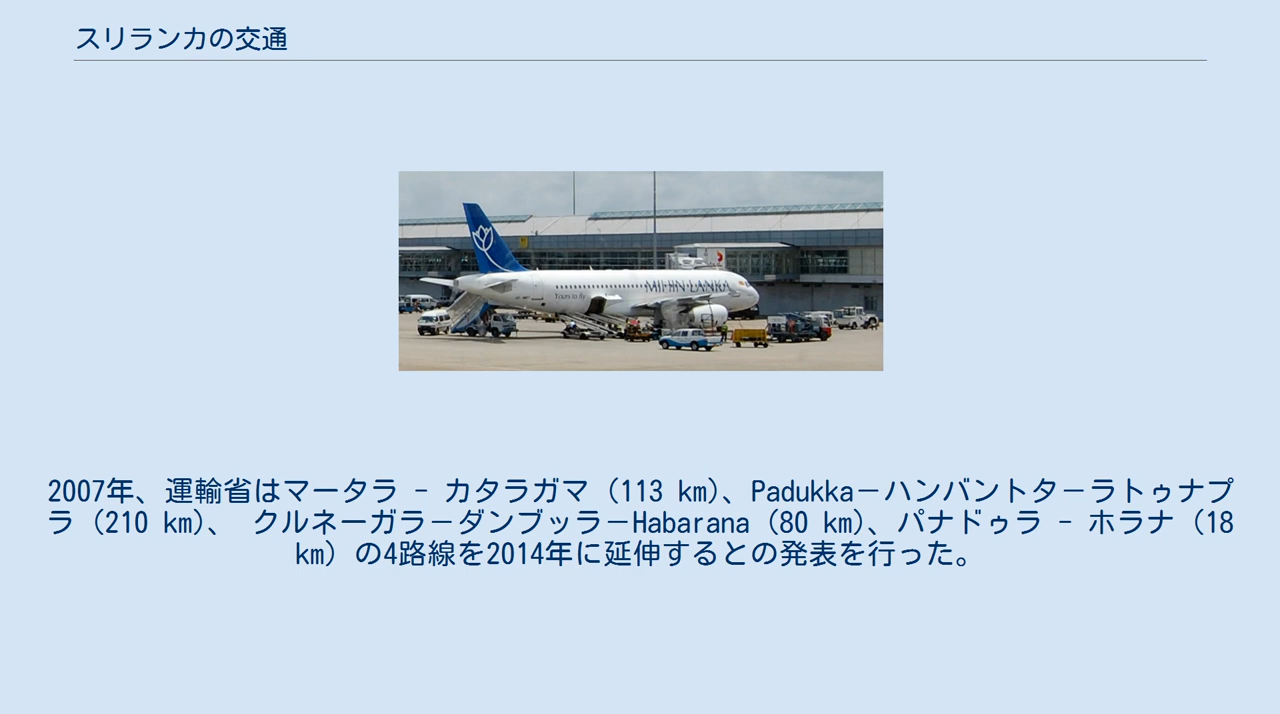 スリランカの交通
Yours to fly
MIHIN LANKA
2007年、運輸省はマータラ - カタラガマ（113 km）、Padukka－ハンバントタ－ラトゥナプ
ラ（210 km）、 クルネーガラ－ダンブッラ－Habarana（80 km）、パナドゥラ - ホラナ（18
km）の4路線を2014年に延伸するとの発表を行った。